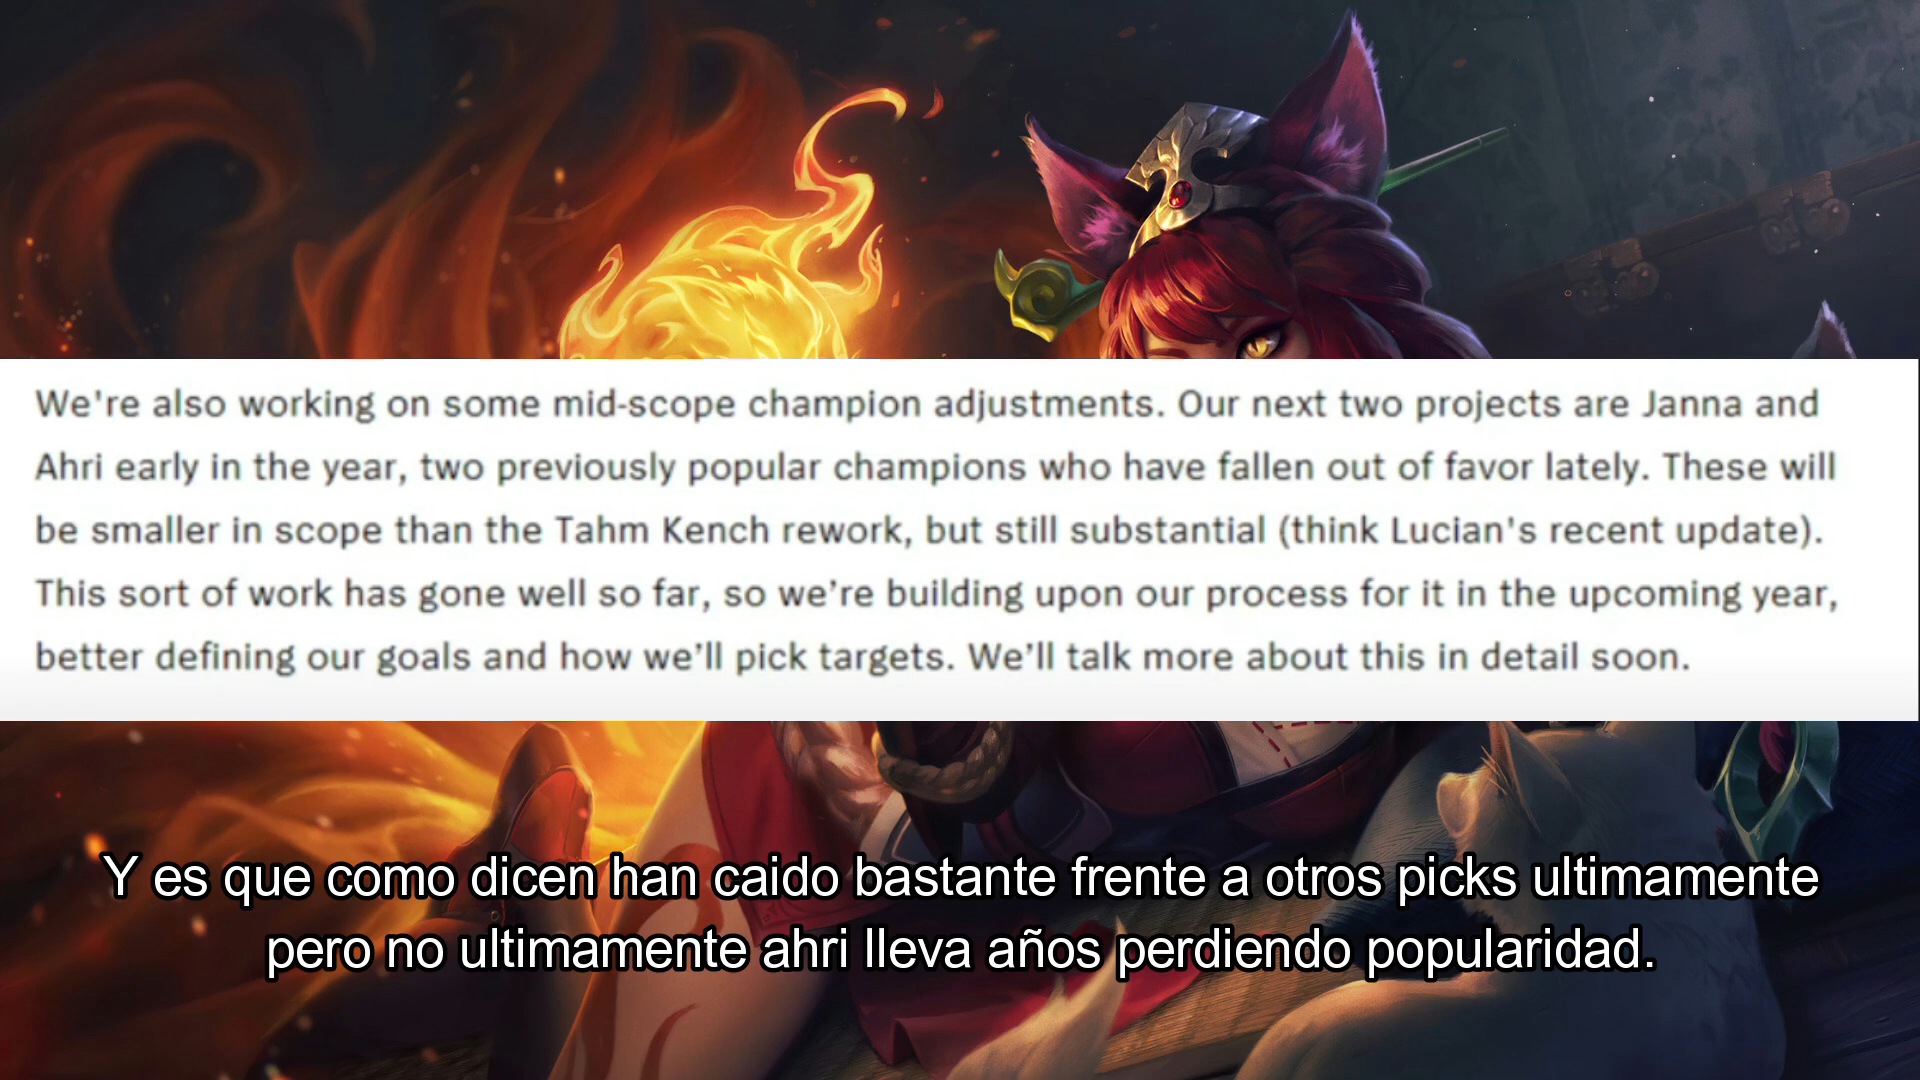 We're also working on some mid-scope champion adjustments. Our next two projects are Janna and
Ahri early in the year, two previously popular champions who have fallen out of favor lately. These will
be smaller in scope than the Tahm Kench rework, but still substantial (think Lucian's recent update).
This sort of work has gone well so far, so we’re building upon our process for it in the upcoming year,
better defining our goals and how we’ll pick targets. We’ll talk more about this in detail soon.
Y es que como dicen han caido bastante frente a otros picks ultimamente
pero no ultimamente ahri lleva años perdiendo popularidad.